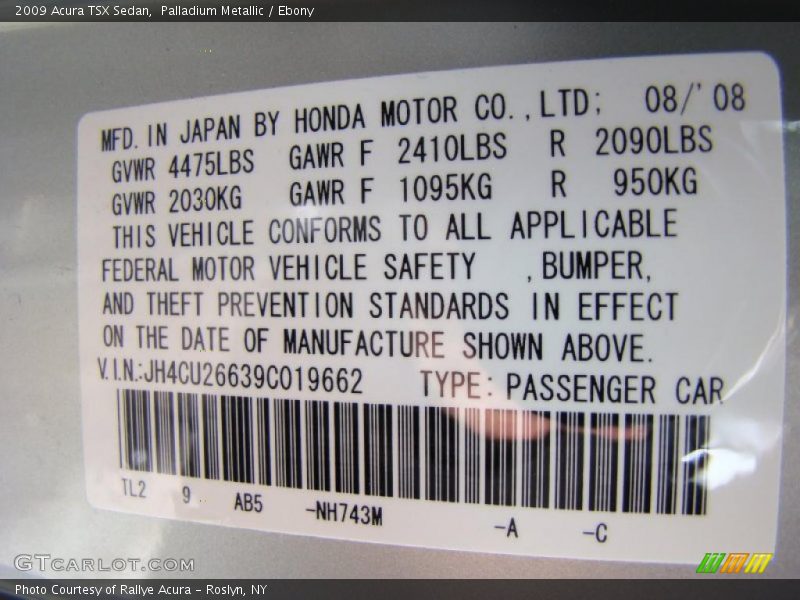 2009 Acura TSX Sedan,  Palladium Metallic / Ebony
MFD. IN JAPAN BY HONDA MOTOR CO.,LTD; 08/'08
GVWR 4475LBS GAWR F 2410LBS R 2090LBS
GVWR 2030KG GAWR F 1095KG R 950KG
THIS VEHICLE CONFORMS TO ALL APPLICABLE
FEDERAL MOTOR VEHICLE SAFETY ,BUMPER,
AND THEFT PREVENTION STANDARDS IN EFFECT
ON THE DATE OF MANUFACTURE SHOWN ABOVE.
V.I.N.:JH4CU26639C019662 TYPE: PASSENGER CAR
TL2 9 AB5 -NH743M -A -C
GTCARLOT.COM
Photo Courtesy of Rallye Acura – Roslyn, NY